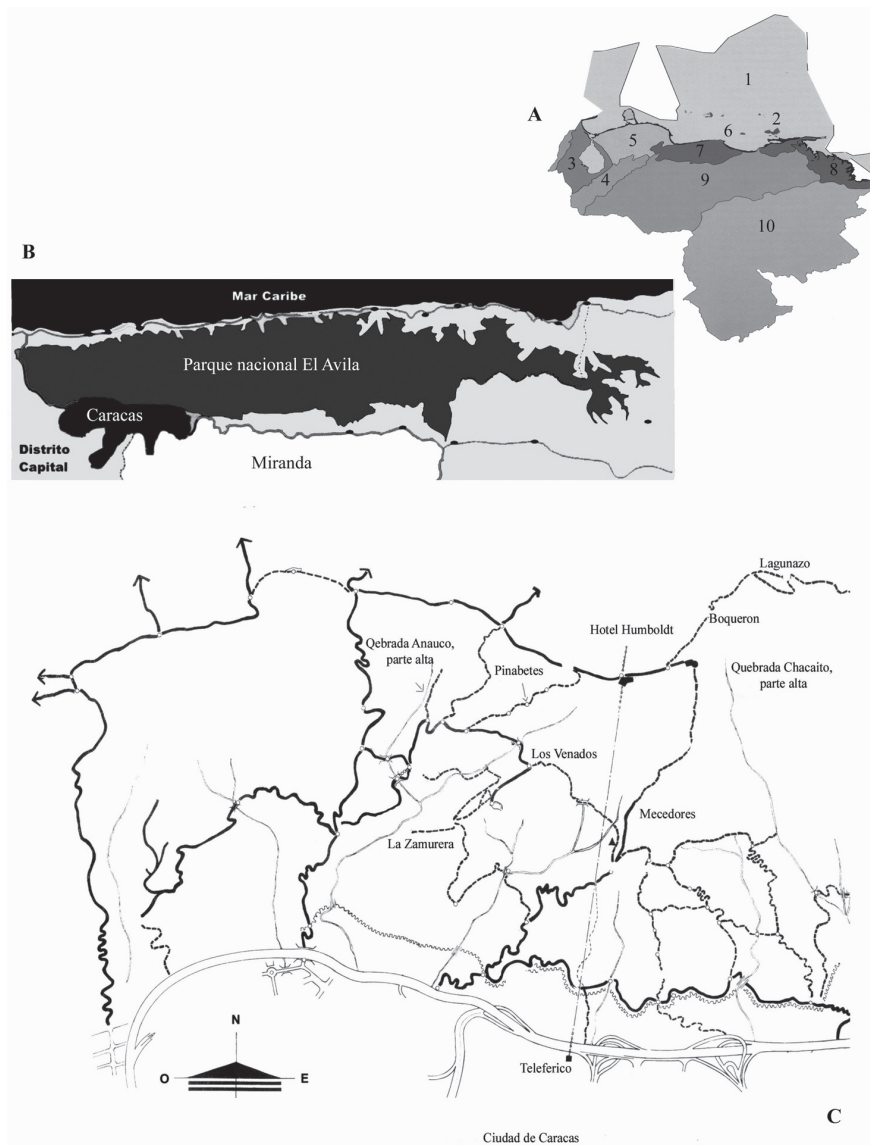 A
1
2
3
4
5
6
7
8
9
10
B
Mar Caribe
Parque nacional El Avila
Caracas
Distrito
Capital
Miranda
Lagunazo
Boqueron
Hotel Humboldt
Qebrada Anauco,
parte alta
Pinabetes
Quebrada Chacaito,
parte alta
Los Venados
Mecedores
La Zamurera
N
O
E
Teleferico
C
Ciudad de Caracas